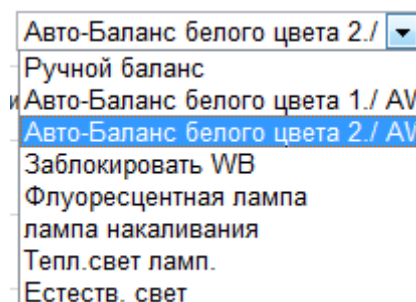 Авто-Баланс белого цвета 2./
Ручной баланс
Авто-Баланс белого цвета 1./ AW
Авто-Баланс белого цвета 2./ AW
Заблокировать WB
Флуоресцентная лампа
лампа накаливания
Тепл.свет ламп.
Естеств. свет